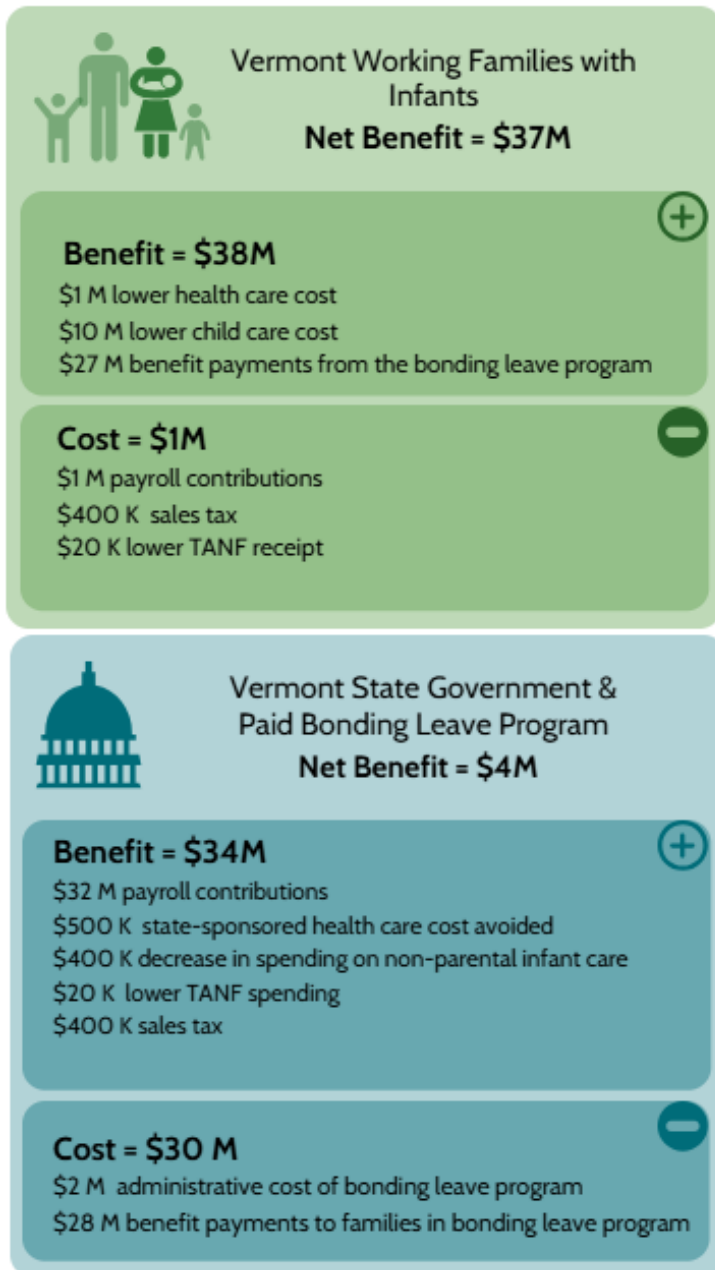 Vermont Working Families with
Infants
Net Benefit = $37M
Benefit = $38M
$1 M lower health care cost
$10 M lower child care cost
$27 M benefit payments from the bonding leave program
Cost = $1M
$1 M payroll contributions
$400 K sales tax
$20 K lower TANF receipt
Vermont State Government &
Paid Bonding Leave Program
Net Benefit = $4M
Benefit = $34M
$32 M payroll contributions
$500 K state-sponsored health care cost avoided
$400 K decrease in spending on non-parental infant care
$20 K lower TANF spending
$400 K sales tax
Cost = $30 M
$2 M administrative cost of bonding leave program
$28 M benefit payments to families in bonding leave program